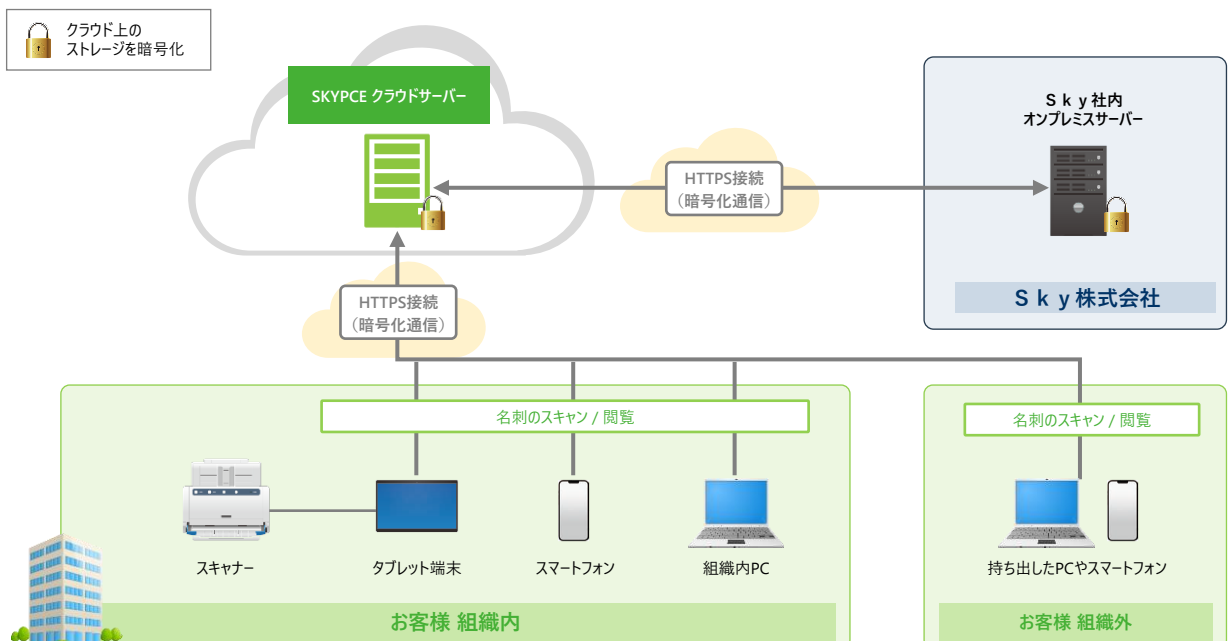 クラウド上の
ストレージを暗号化
SKYPCE クラウドサーバー
Ｓｋｙ社内
オンプレミスサーバー
HTTPS接続
（暗号化通信）
Ｓｋｙ株式会社
HTTPS接続
（暗号化通信）
名刺のスキャン / 閲覧
名刺のスキャン / 閲覧
スキャナー
タブレット端末
スマートフォン
組織内PC
持ち出したPCやスマートフォン
お客様 組織内
お客様 組織外